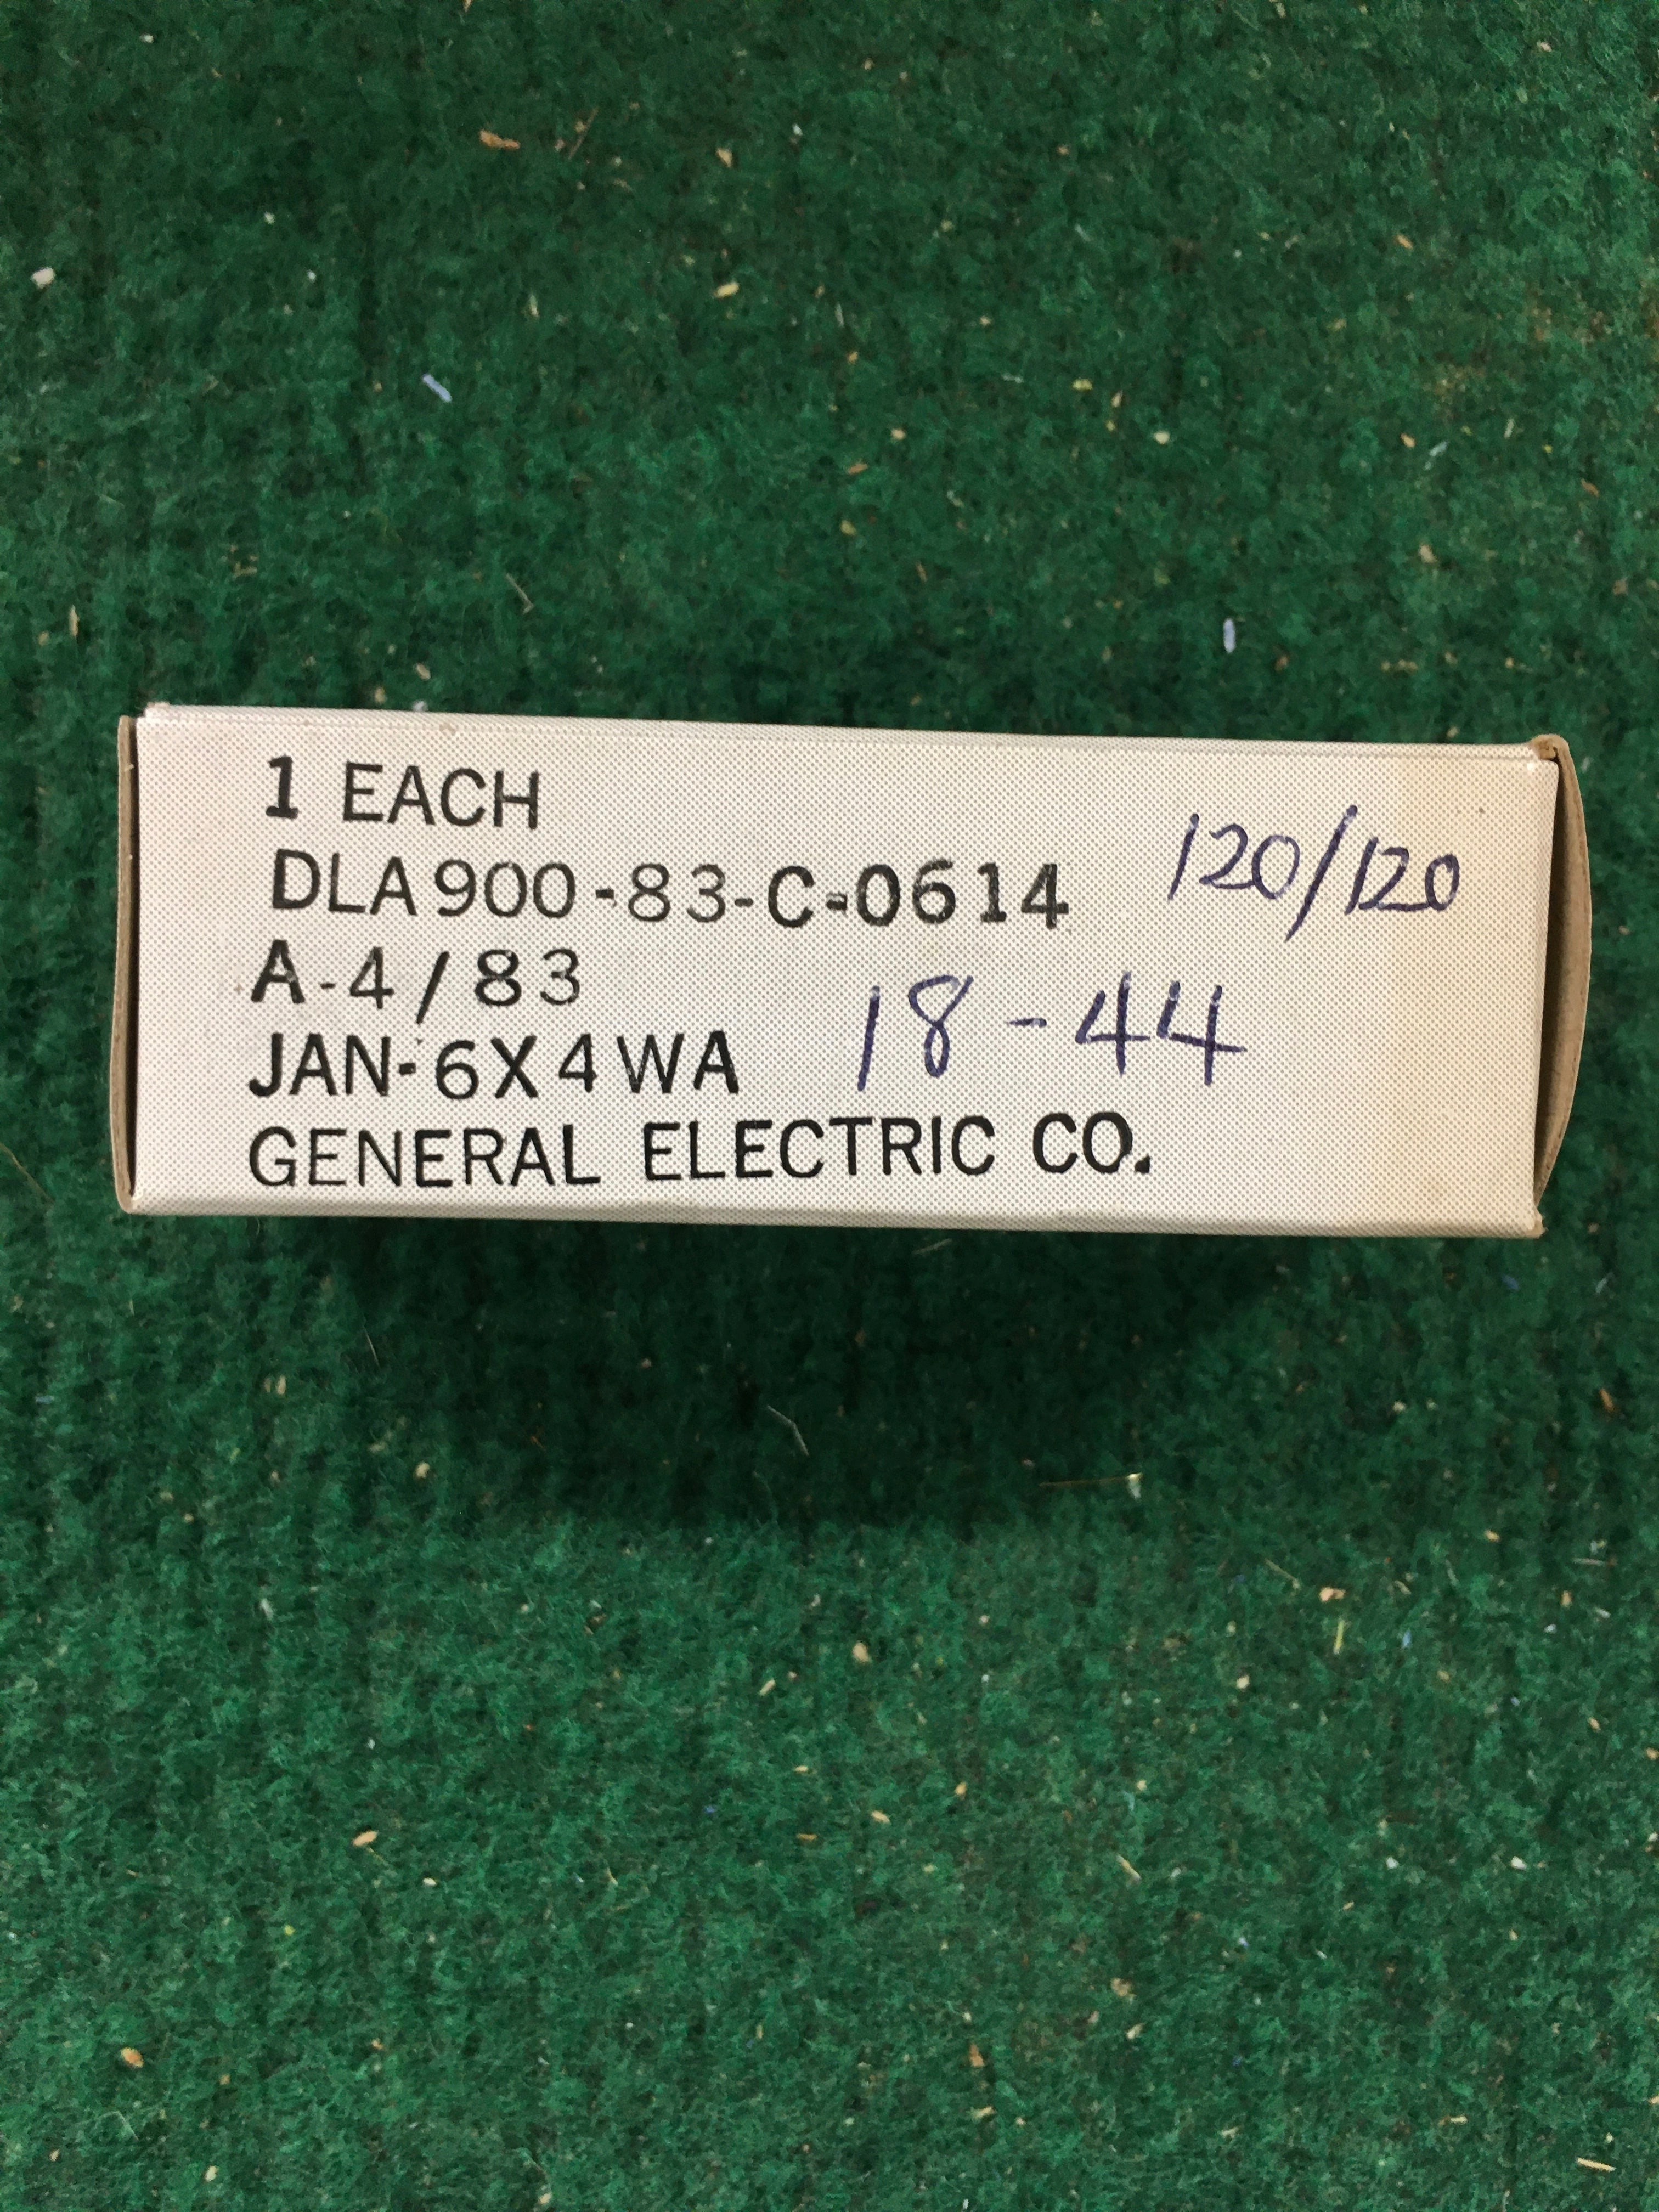 1 EACH
DLA900-83-C-0614 120/120
A-4/83
JAN-6X4WA 18-44
GENERAL ELECTRIC CO.